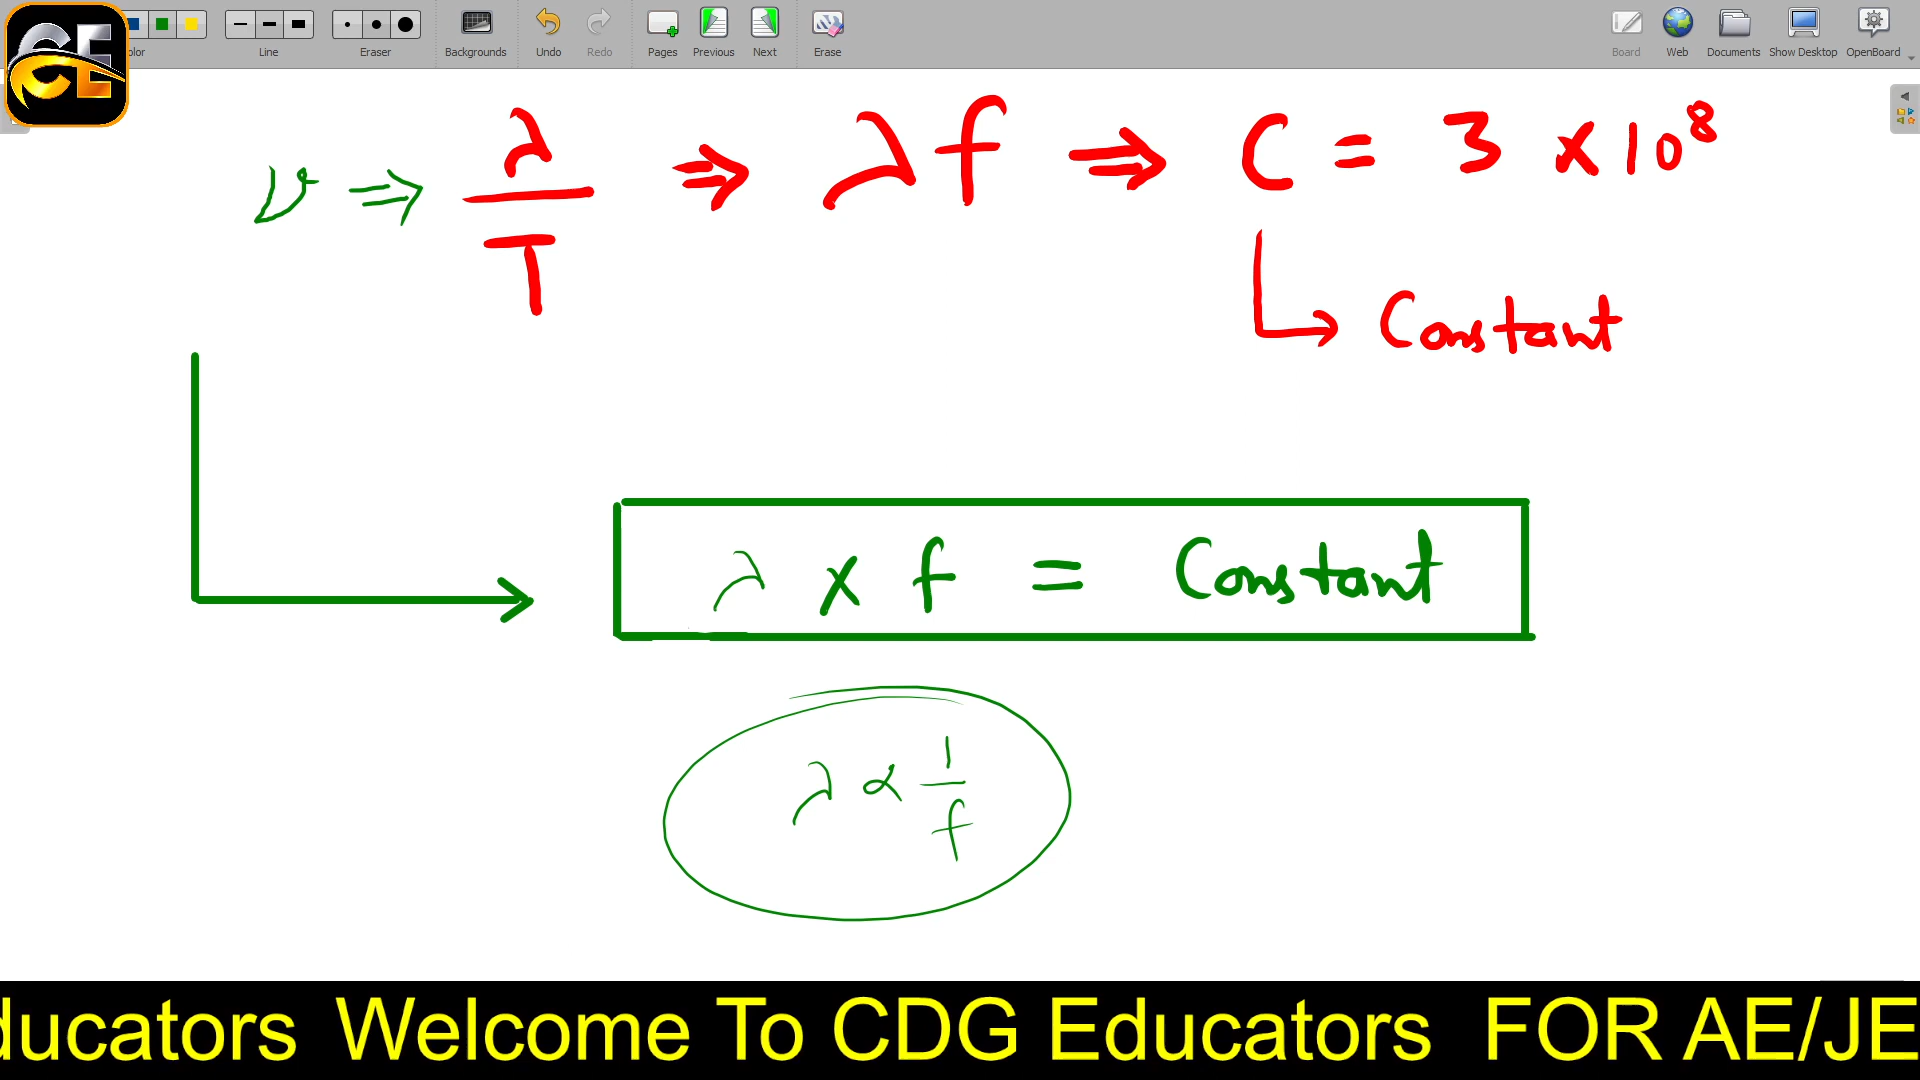 CE
Color
Line
Eraser
Backgrounds
Undo
Redo
Pages
Previous
Next
Erase
Board
Web
Documents
Show Desktop
OpenBoard
v ⇒ λ/T ⇒ λf ⇒ C = 3 × 10⁸
→ Constant
λ × f = Constant
λ ∝ 1/f
ducators Welcome To CDG Educators FOR AE/JE